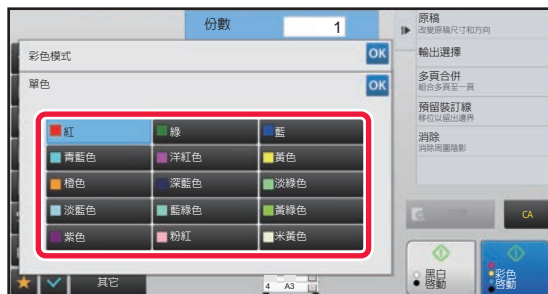 份數 1
原稿
改變原稿尺寸和方向
彩色模式 OK
輸出選擇
單色 OK
多頁合併
組合多頁至一頁
預留裝訂線
移位以留出邊界
紅 綠 藍
消除
消除周圍陰影
青藍色 洋紅色 黃色
橙色 深藍色 淡綠色
淡藍色 藍綠色 黃綠色
CA
紫色 粉紅 米黃色
黑白
啓動
彩色
啓動
其它
4 A3